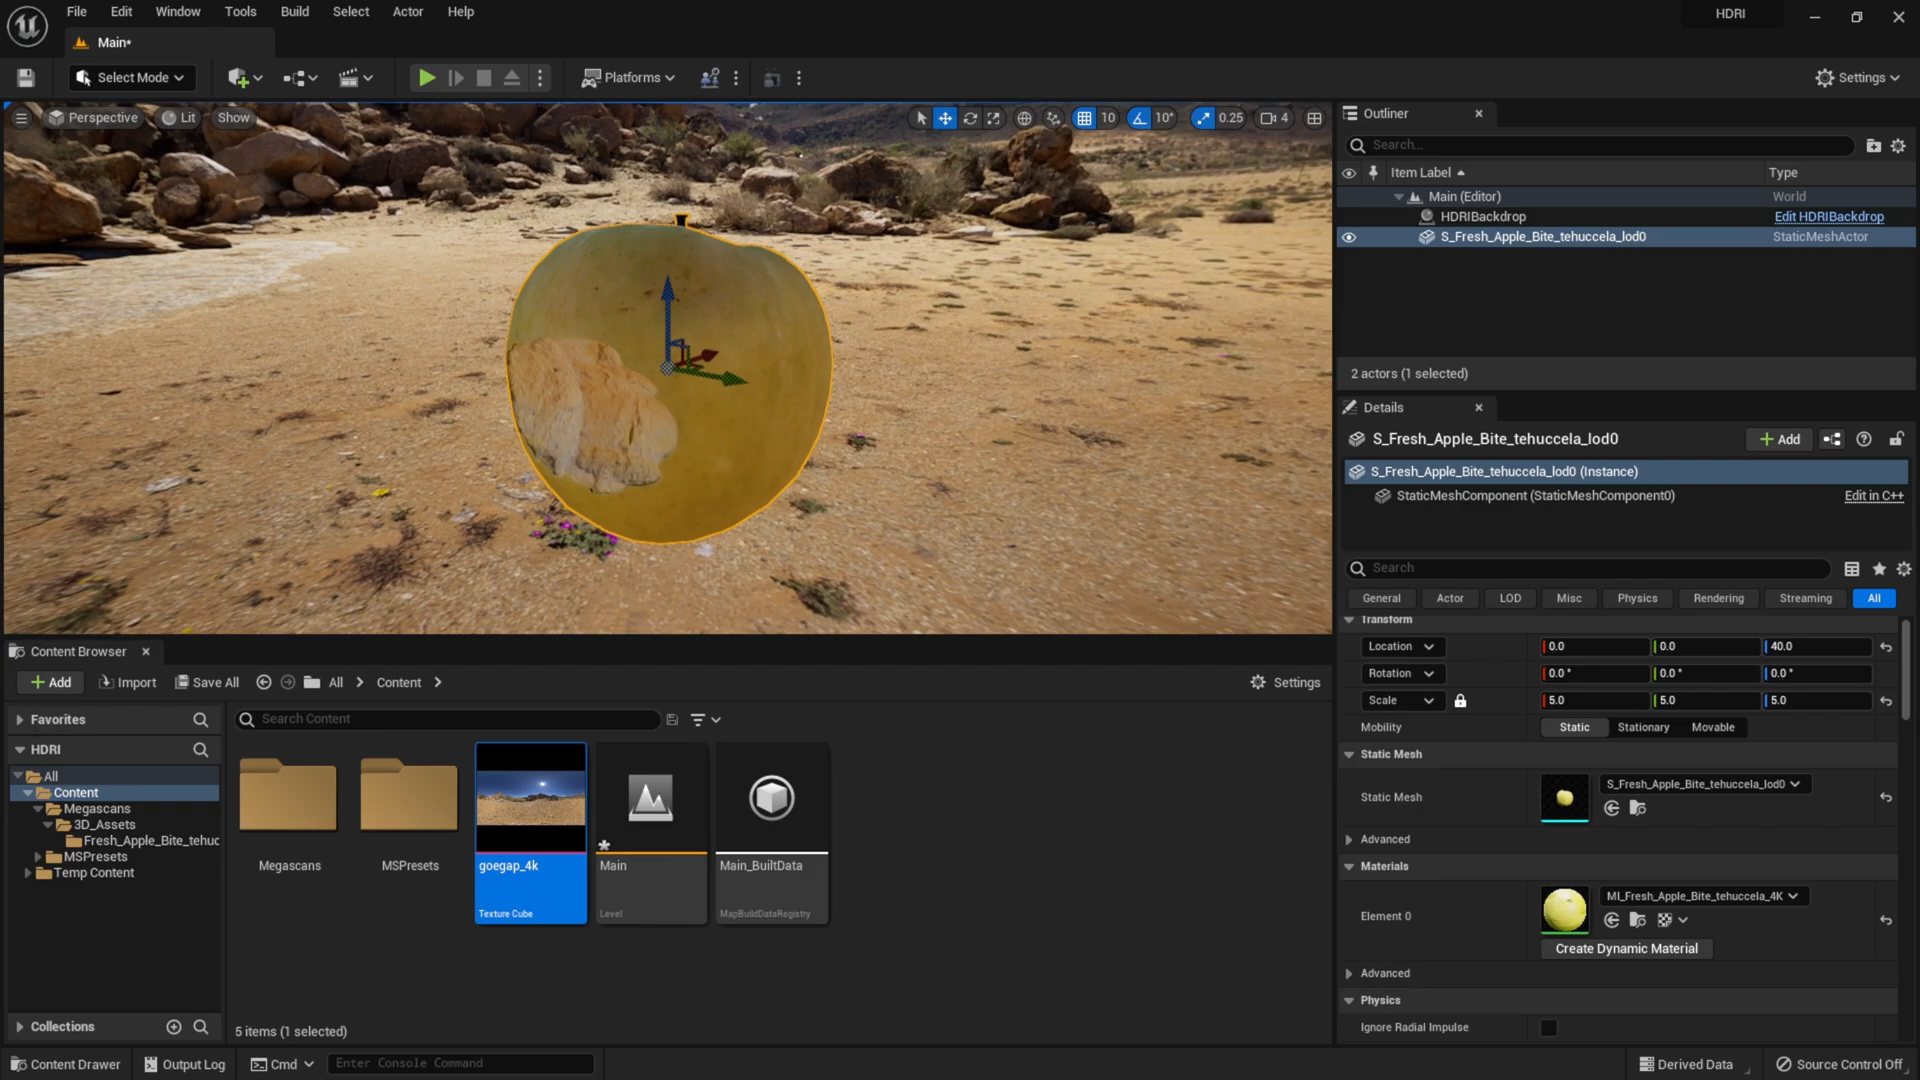 File Edit Window Tools Build Select Actor Help
HDRI
Main*
Select Mode
Platforms
Settings
Perspective
Lit
Show
10
10°
0.25
4
Outliner
Search...
Item Label
Type
Main (Editor)
World
HDRIBackdrop
Edit HDRIBackdrop
S_Fresh_Apple_Bite_tehuccela_lod0
StaticMeshActor
2 actors (1 selected)
Details
S_Fresh_Apple_Bite_tehuccela_lod0
Add
S_Fresh_Apple_Bite_tehuccela_lod0 (Instance)
StaticMeshComponent (StaticMeshComponent0)
Edit in C++
Search
General
Actor
LOD
Misc
Physics
Rendering
Streaming
All
Transform
Location
0.0
0.0
40.0
Rotation
0.0 °
0.0 °
0.0 °
Scale
5.0
5.0
5.0
Mobility
Static
Stationary
Movable
Static Mesh
Static Mesh
S_Fresh_Apple_Bite_tehuccela_lod0
Advanced
Materials
Element 0
MI_Fresh_Apple_Bite_tehuccela_4K
Create Dynamic Material
Advanced
Physics
Ignore Radial Impulse
Content Browser
Add
Import
Save All
All
Content
Settings
Favorites
HDRI
All
Content
Megascans
3D_Assets
Fresh_Apple_Bite_tehuc
MSPresets
Temp Content
Collections
Search Content
Megascans
MSPresets
goegap_4k
Texture Cube
Main
Level
Main_BuiltData
MapBuildDataRegistry
5 items (1 selected)
Content Drawer
Output Log
Cmd
Enter Console Command
Derived Data
Source Control Off